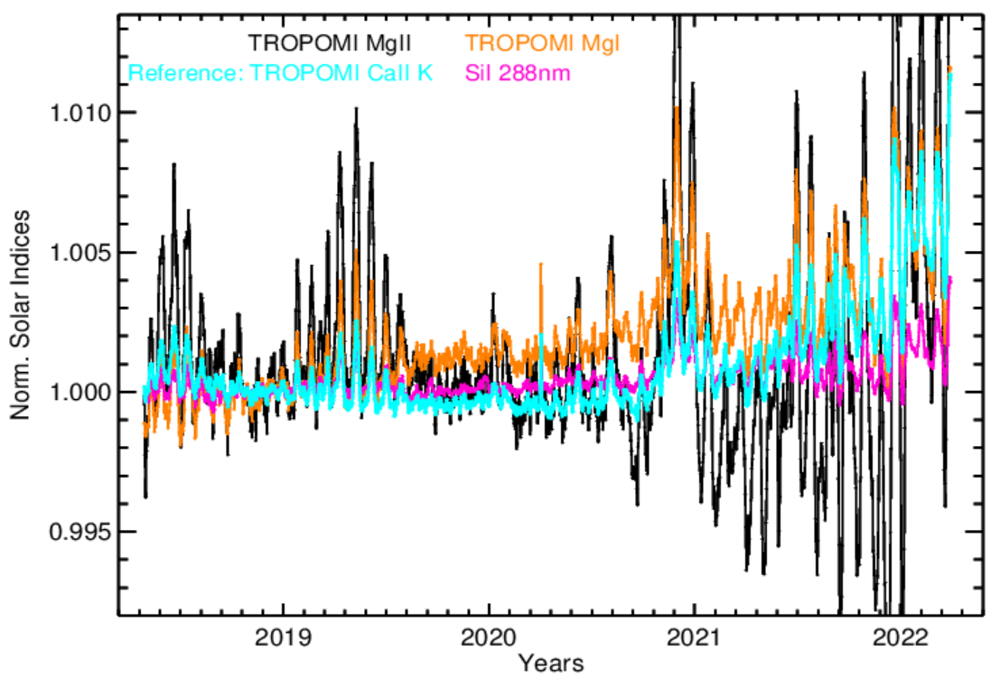 TROPOMI MgII TROPOMI MgI
Reference: TROPOMI CaII K SiI 288nm
1.010
1.005
1.000
0.995
Norm. Solar Indices
2019 2020 2021 2022
Years